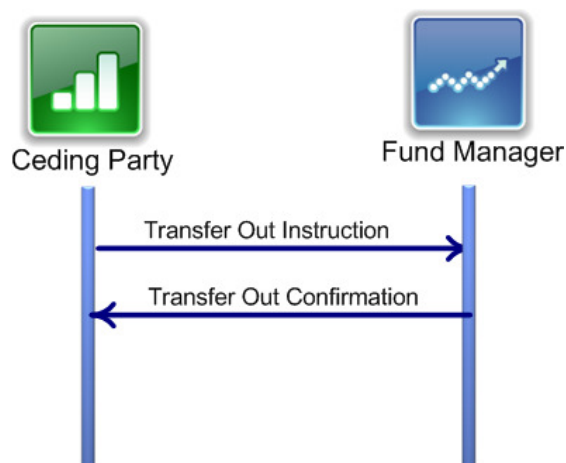 Ceding Party
Fund Manager
Transfer Out Instruction
Transfer Out Confirmation